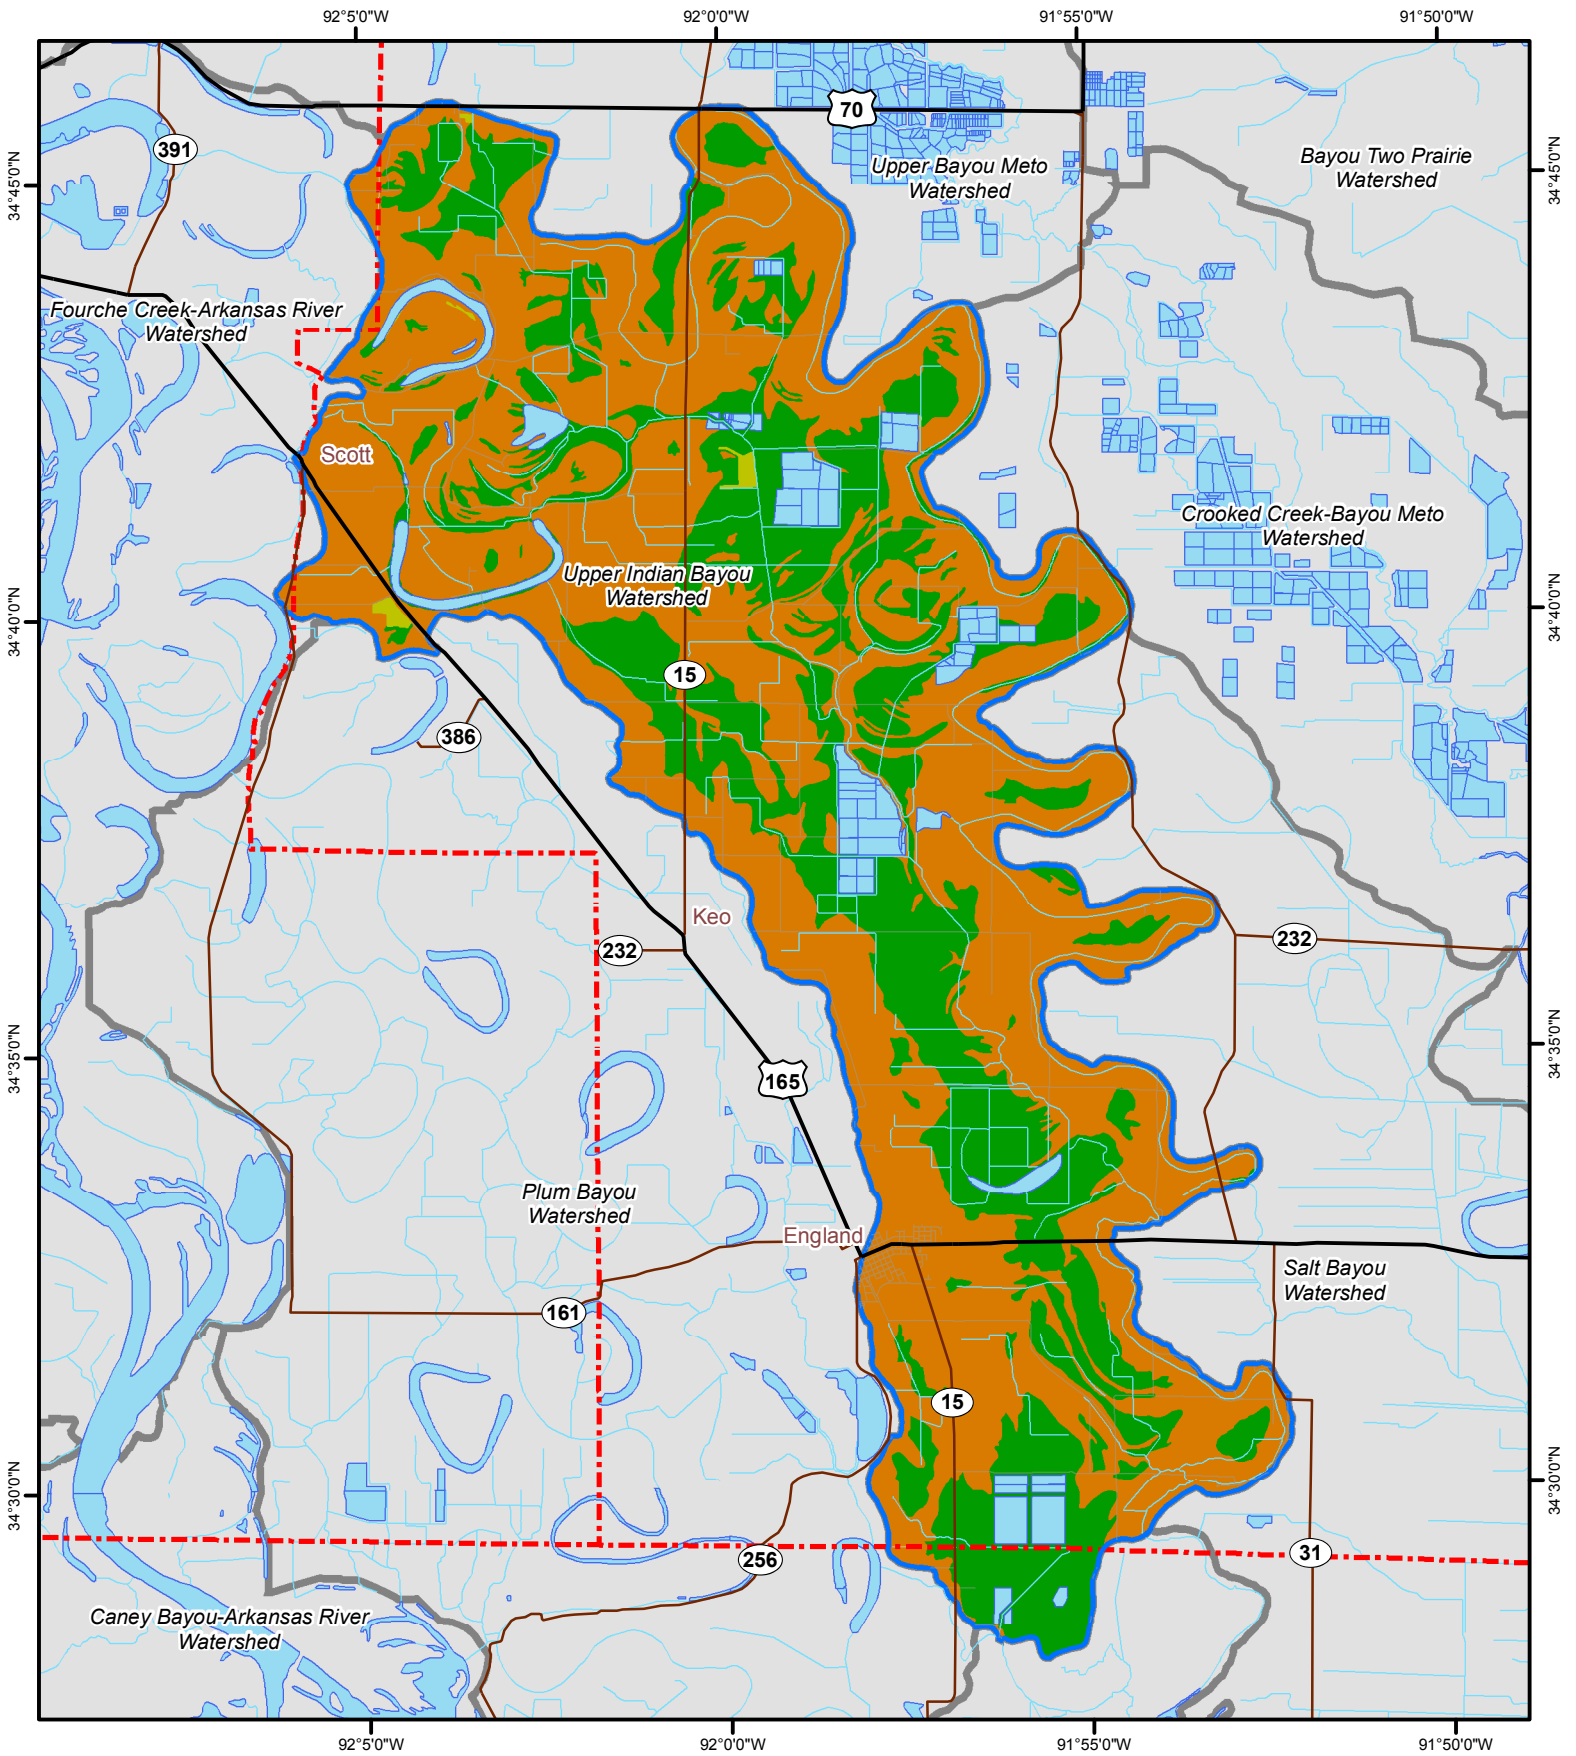 92°5'0"W
92°0'0"W
91°55'0"W
91°50'0"W
70
391
Upper Bayou Meto
Watershed
Bayou Two Prairie
Watershed
34°45'0"N
34°45'0"N
Fourche Creek-Arkansas River
Watershed
Scott
Crooked Creek-Bayou Meto
Watershed
Upper Indian Bayou
Watershed
34°40'0"N
34°40'0"N
15
386
Keo
232
232
34°35'0"N
34°35'0"N
165
Plum Bayou
Watershed
England
Salt Bayou
Watershed
161
15
34°30'0"N
34°30'0"N
256
31
Caney Bayou-Arkansas River
Watershed
92°5'0"W
92°0'0"W
91°55'0"W
91°50'0"W